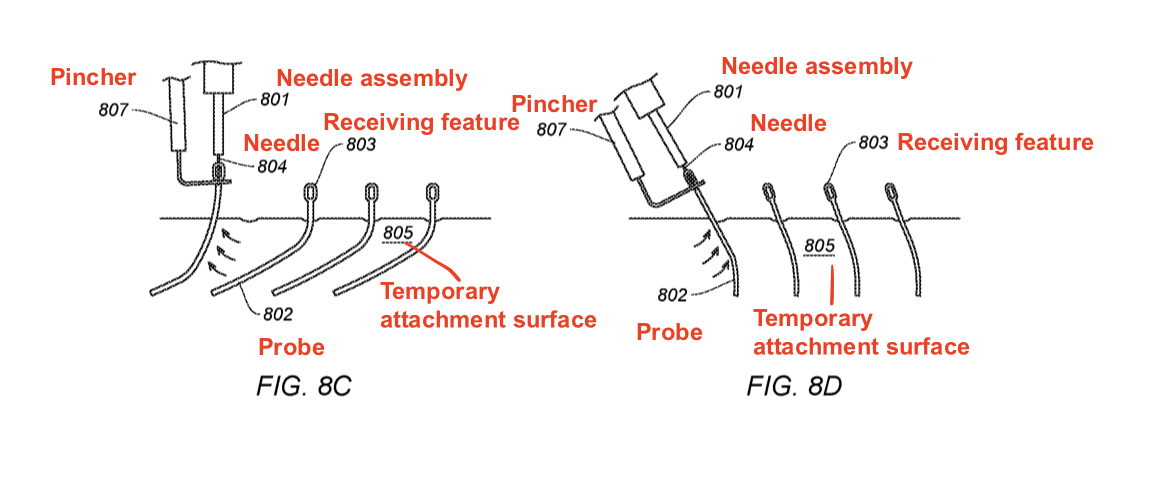 Pincher
807
Needle assembly
801
Receiving feature
803
Needle
804
805
802
Temporary
attachment surface
Probe
FIG. 8C
Needle assembly
801
Pincher
807
Needle
804
803 Receiving feature
805
802
Probe
Temporary
attachment surface
FIG. 8D